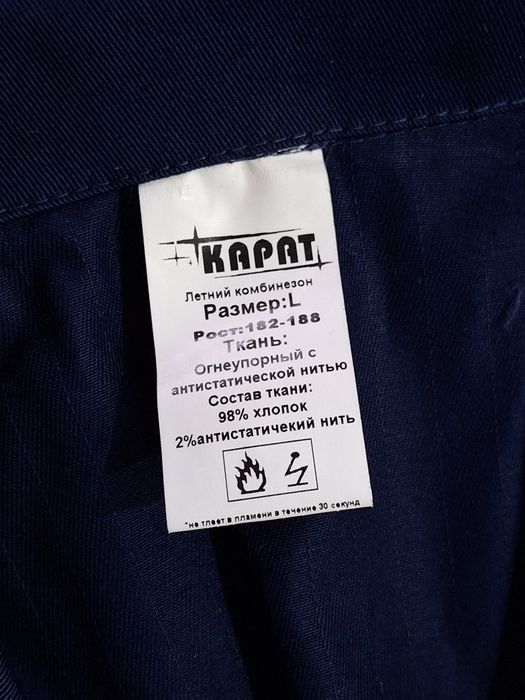 КАРАТ
Летний комбинезон
Размер:L
Рост:182-188
Ткань:
Огнеупорный с
антистатической нитью
Состав ткани:
98% хлопок
2%антистатичекий нить
*не тлеет в пламени в течение 30 секунд